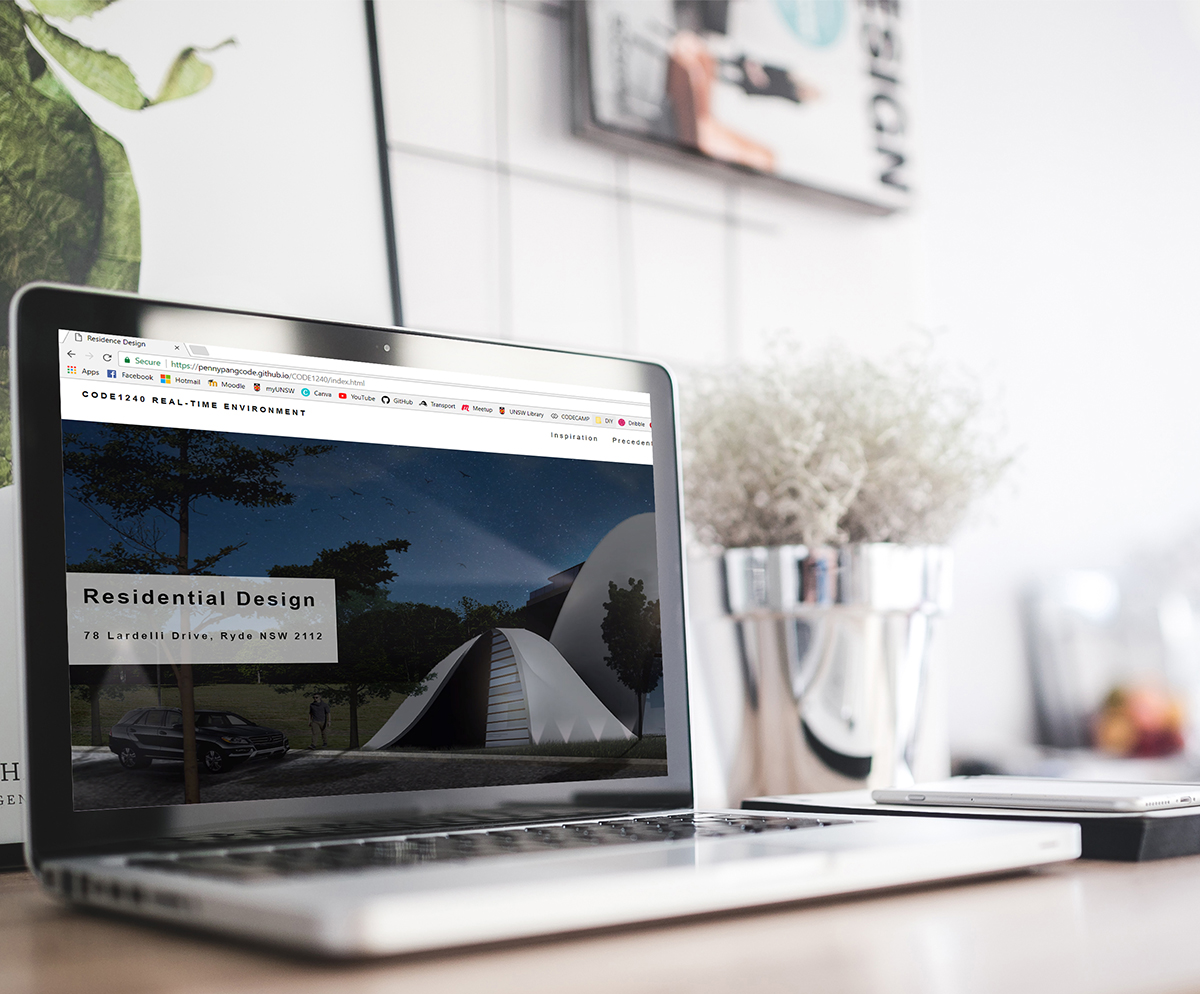 ESIGN
Residence Design
Secure https://pennypangcode.github.io/CODE1240/index.html
Apps Facebook Hotmail Moodle myUNSW Canva YouTube GitHub Transport Meetup UNSW Library CODECAMP DIY Dribble
CODE1240 REAL-TIME ENVIRONMENT
Inspiration Precedent
Residential Design
78 Lardelli Drive, Ryde NSW 2112
H
GEN